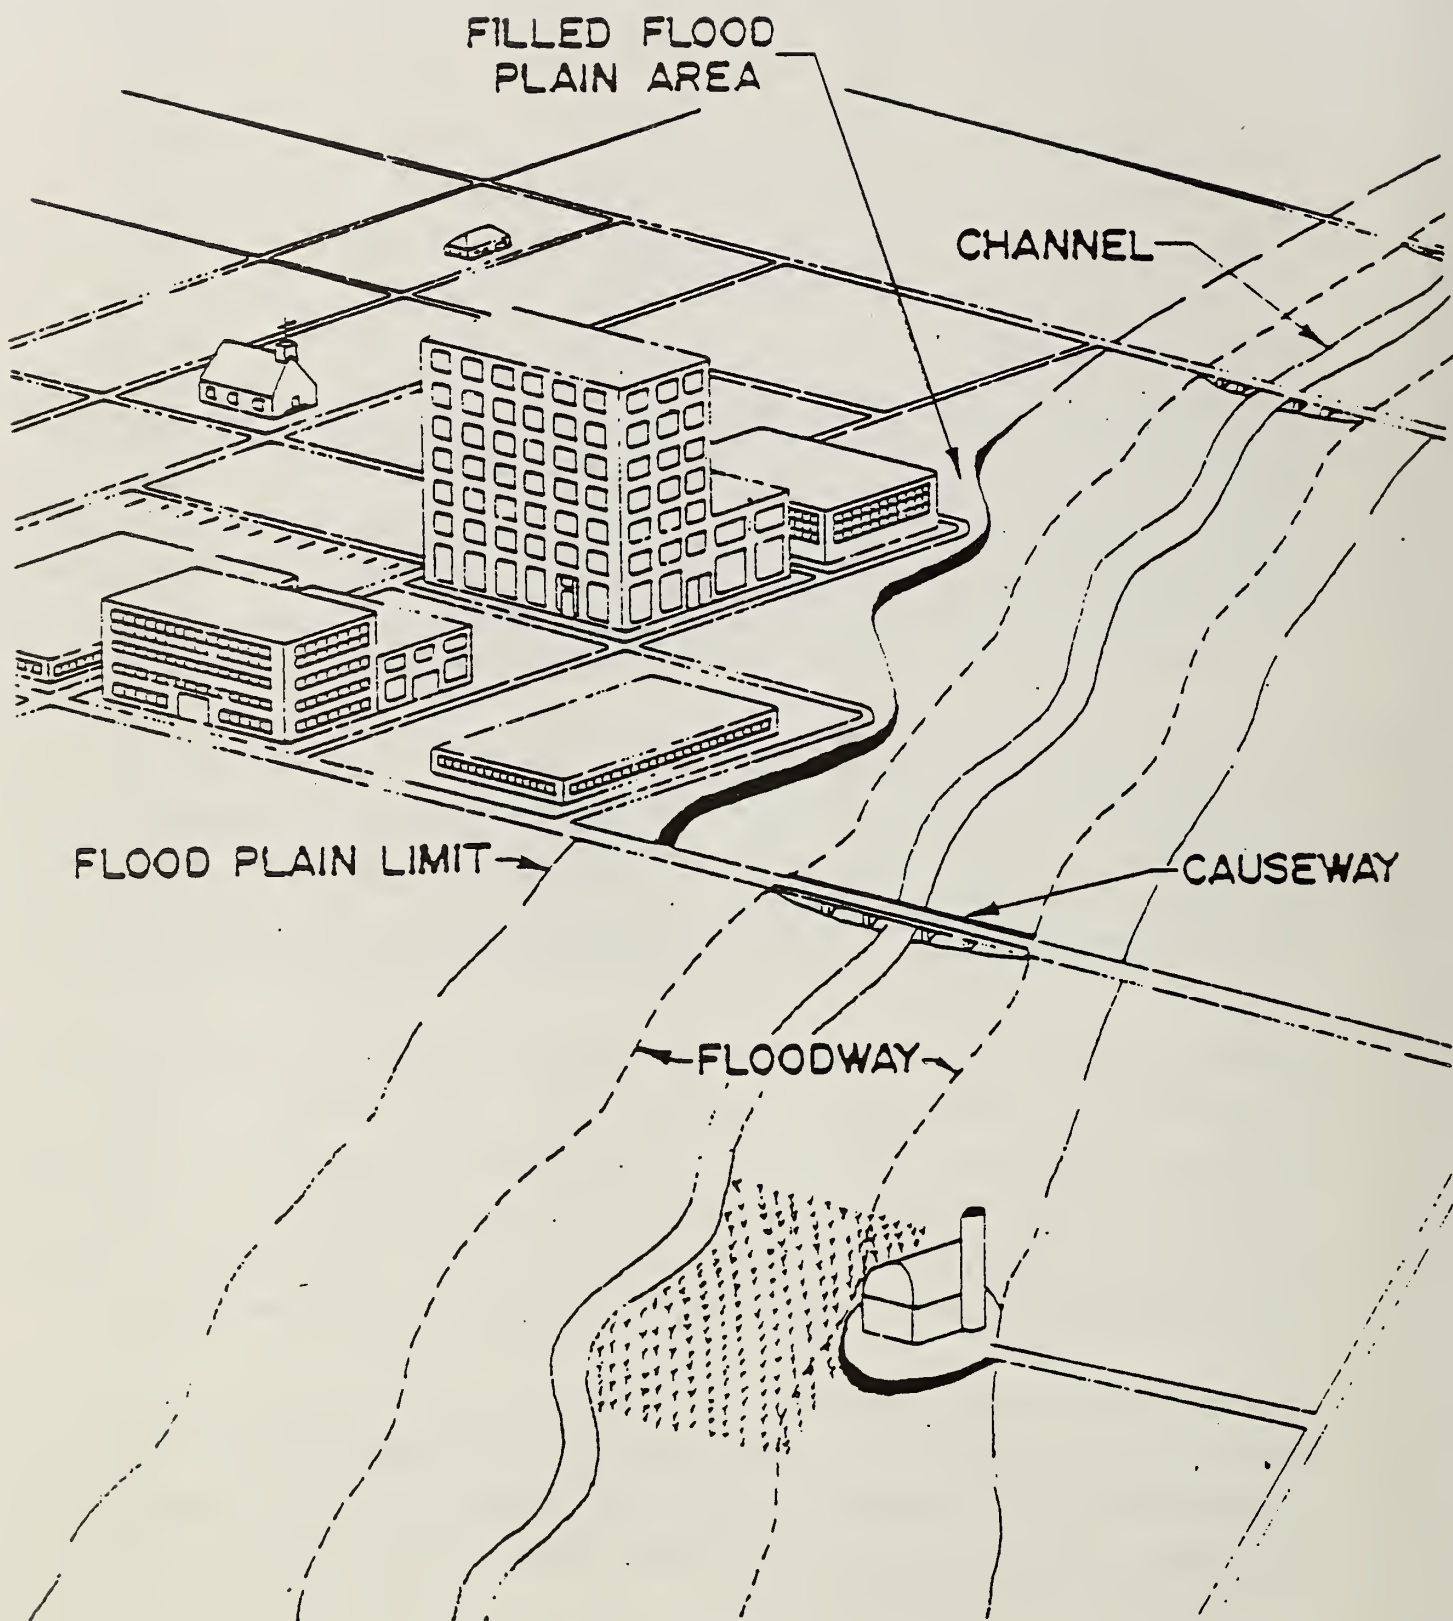 FILLED FLOOD
PLAIN AREA
CHANNEL
FLOOD PLAIN LIMIT
CAUSEWAY
FLOODWAY